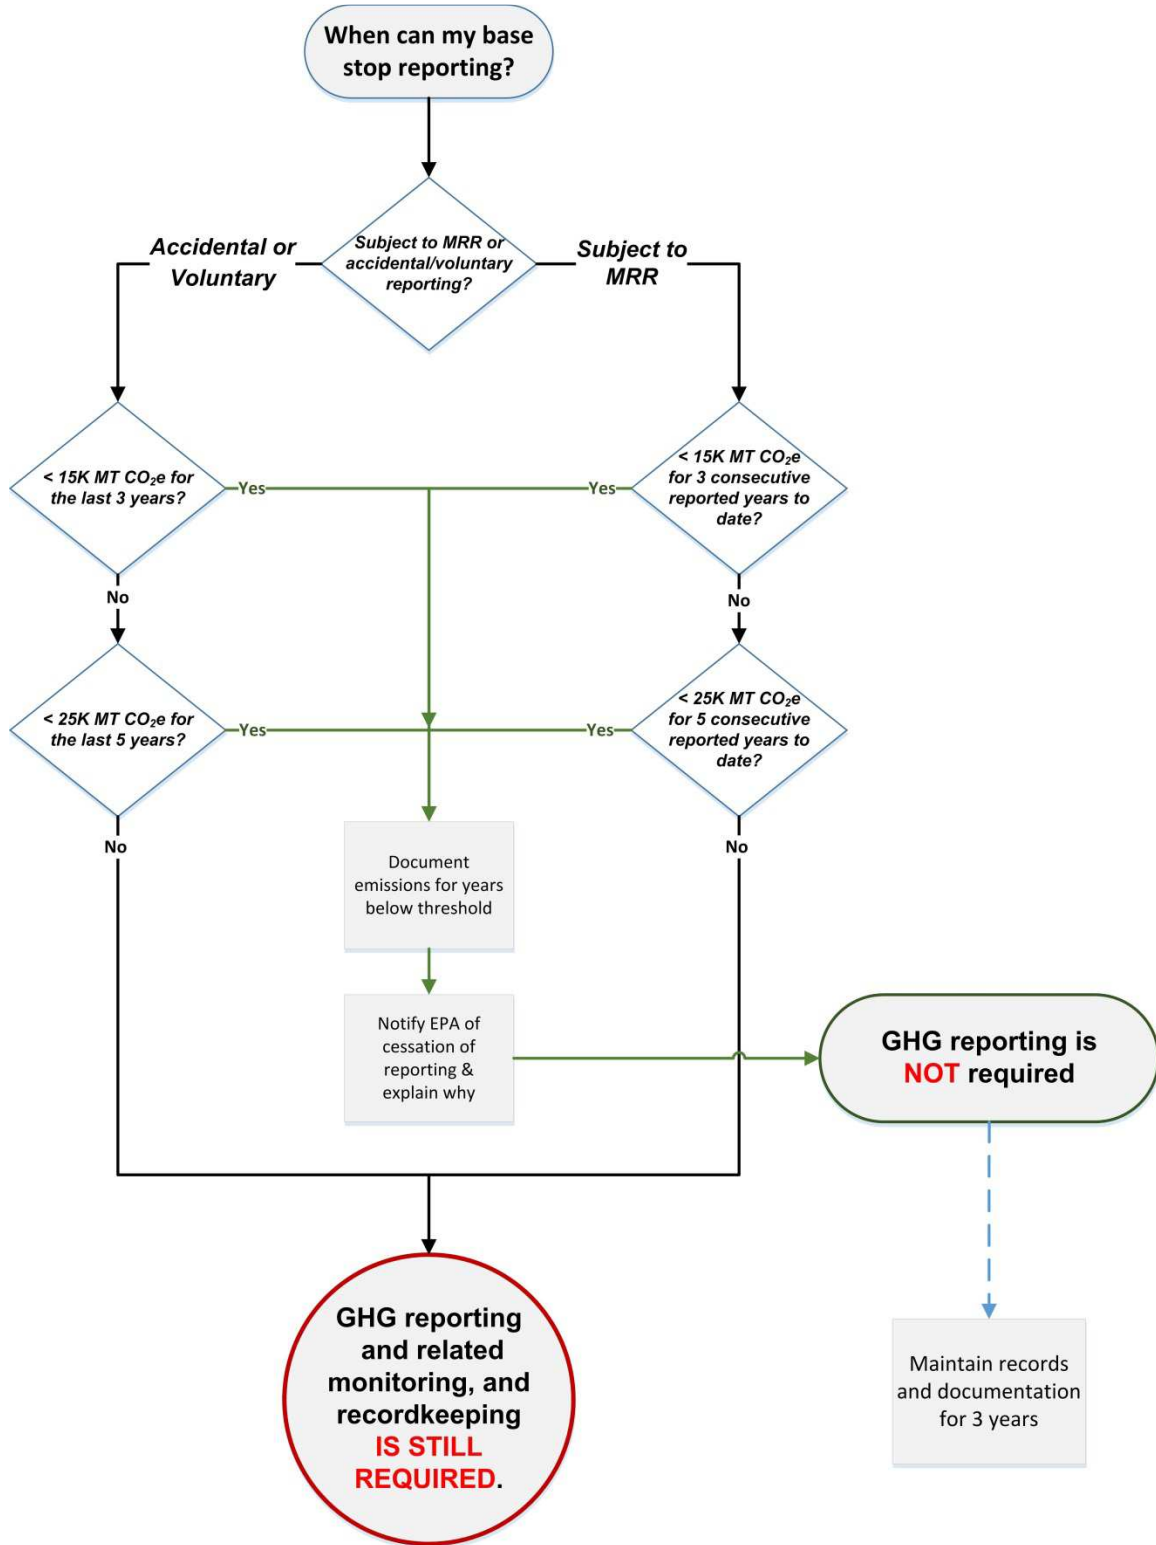 When can my base
stop reporting?
Accidental or
Voluntary
Subject to MRR or
accidental/voluntary
reporting?
Subject to
MRR
< 15K MT CO₂e for
the last 3 years?
Yes
Yes
< 15K MT CO₂e
for 3 consecutive
reported years to
date?
No
No
< 25K MT CO₂e for
the last 5 years?
Yes
Yes
< 25K MT CO₂e
for 5 consecutive
reported years to
date?
No
No
Document
emissions for years
below threshold
Notify EPA of
cessation of
reporting &
explain why
GHG reporting is
NOT required
GHG reporting
and related
monitoring, and
recordkeeping
IS STILL
REQUIRED.
Maintain records
and documentation
for 3 years